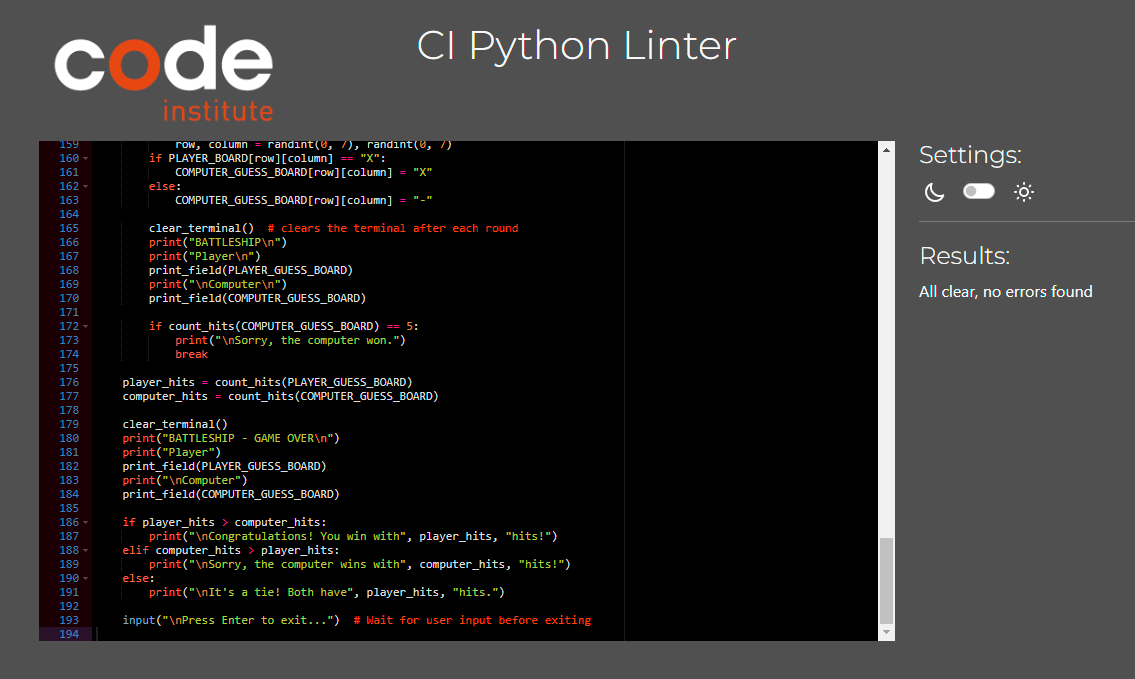 code
institute
CI Python Linter
159 row, column = randint(0, 7), randint(0, 7)
160 if PLAYER_BOARD[row][column] == "X":
161 COMPUTER_GUESS_BOARD[row][column] = "X"
162 else:
163 COMPUTER_GUESS_BOARD[row][column] = "-"
164
165 clear_terminal()  # clears the terminal after each round
166 print("BATTLESHIP\n")
167 print("Player\n")
168 print_field(PLAYER_GUESS_BOARD)
169 print("\nComputer\n")
170 print_field(COMPUTER_GUESS_BOARD)
171
172 if count_hits(COMPUTER_GUESS_BOARD) == 5:
173 print("\nSorry, the computer won.")
174 break
175
176 player_hits = count_hits(PLAYER_GUESS_BOARD)
177 computer_hits = count_hits(COMPUTER_GUESS_BOARD)
178
179 clear_terminal()
180 print("BATTLESHIP - GAME OVER\n")
181 print("Player")
182 print_field(PLAYER_GUESS_BOARD)
183 print("\nComputer")
184 print_field(COMPUTER_GUESS_BOARD)
185
186 if player_hits > computer_hits:
187 print("\nCongratulations! You win with", player_hits, "hits!")
188 elif computer_hits > player_hits:
189 print("\nSorry, the computer wins with", computer_hits, "hits!")
190 else:
191 print("\nIt's a tie! Both have", player_hits, "hits.")
192
193 input("\nPress Enter to exit...")  # Wait for user input before exiting
194
Settings:
Results:
All clear, no errors found